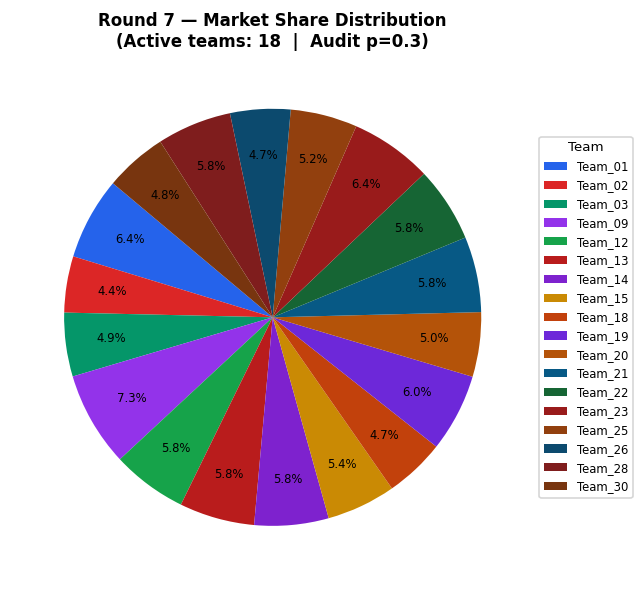 Round 7 — Market Share Distribution
(Active teams: 18 | Audit p=0.3)
6.4%
4.4%
4.9%
7.3%
5.8%
5.8%
5.8%
5.4%
4.7%
6.0%
5.0%
5.8%
5.8%
6.4%
5.2%
4.7%
5.8%
4.8%
Team
Team_01
Team_02
Team_03
Team_09
Team_12
Team_13
Team_14
Team_15
Team_18
Team_19
Team_20
Team_21
Team_22
Team_23
Team_25
Team_26
Team_28
Team_30